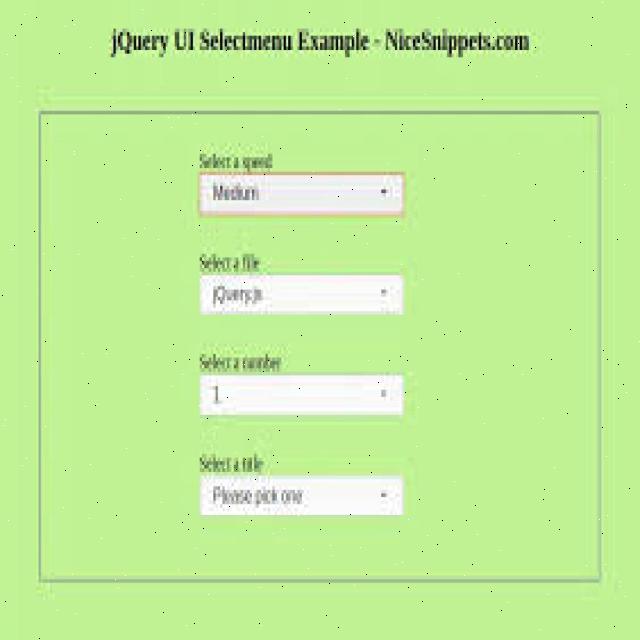 jQuery UI Selectmenu Example - NiceSnippets.com
Select a speed
Medium
Select a file
jQuery.js
Select a number
1
Select a title
Please pick one